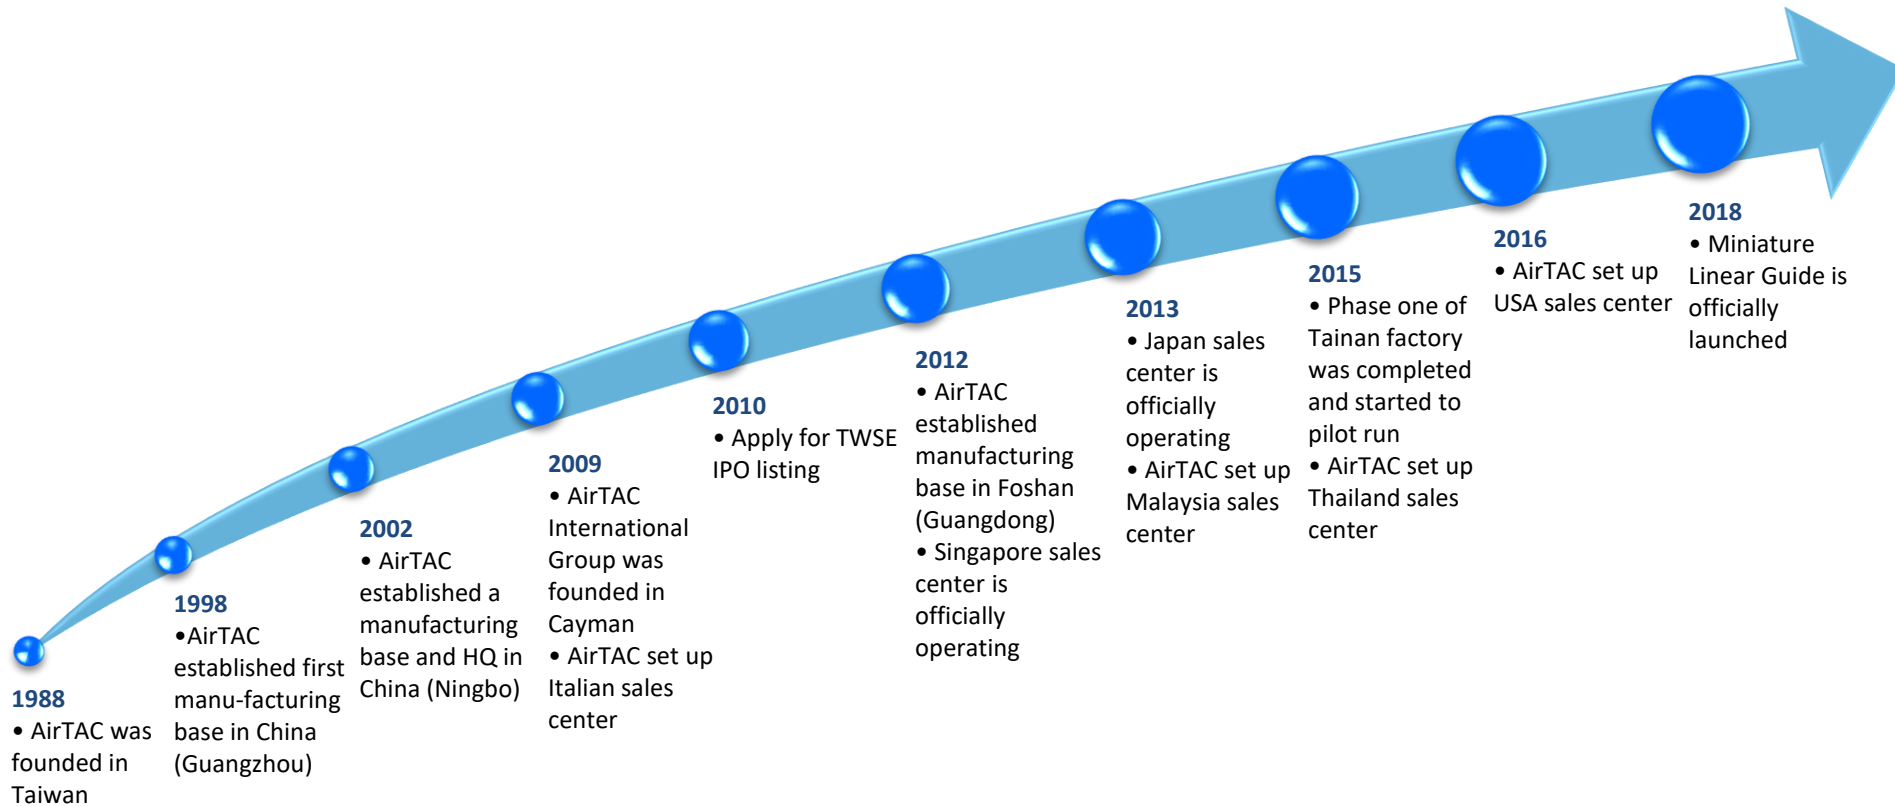 1988
• AirTAC was
founded in
Taiwan
1998
•AirTAC
established first
manu-facturing
base in China
(Guangzhou)
2002
• AirTAC
established a
manufacturing
base and HQ in
China (Ningbo)
2009
• AirTAC
International
Group was
founded in
Cayman
• AirTAC set up
Italian sales
center
2010
• Apply for TWSE
IPO listing
2012
• AirTAC
established
manufacturing
base in Foshan
(Guangdong)
• Singapore sales
center is
officially
operating
2013
• Japan sales
center is
officially
operating
• AirTAC set up
Malaysia sales
center
2015
• Phase one of
Tainan factory
was completed
and started to
pilot run
• AirTAC set up
Thailand sales
center
2016
• AirTAC set up
USA sales center
2018
• Miniature
Linear Guide is
officially
launched